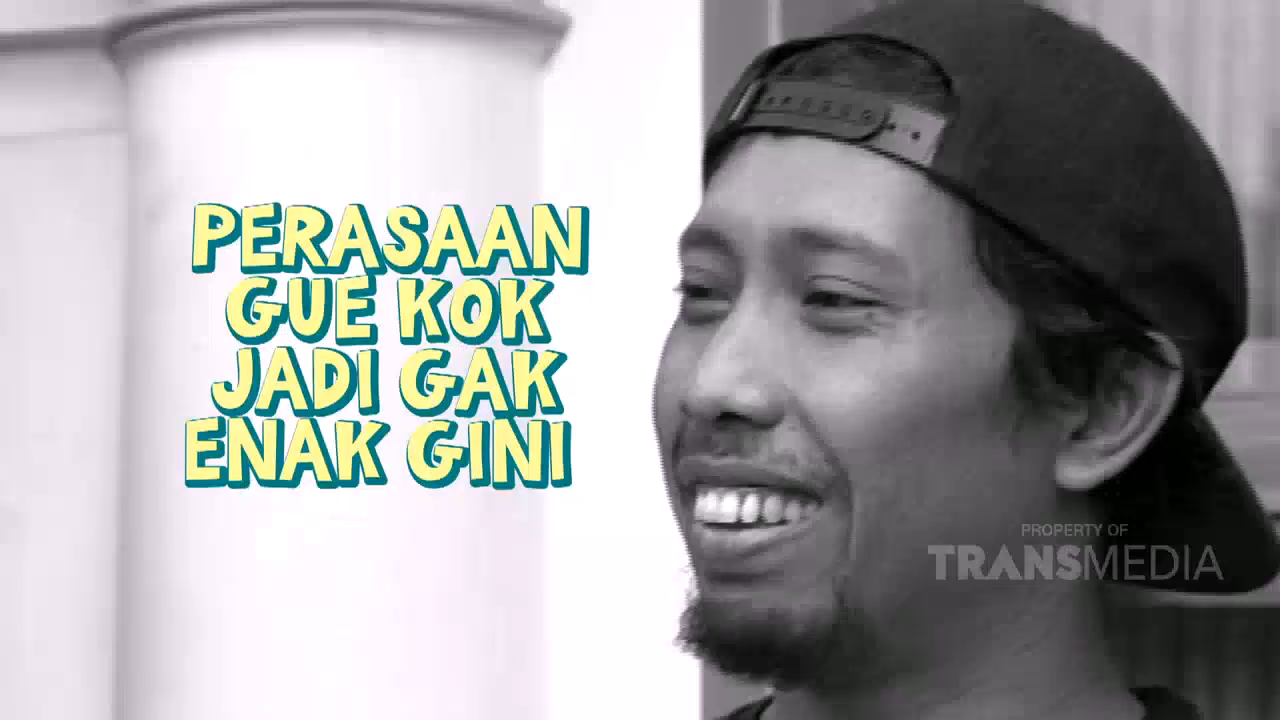 PERASAAN
GUE KOK
JADI GAK
ENAK GINI
PROPERTY OF
TRANSMEDIA